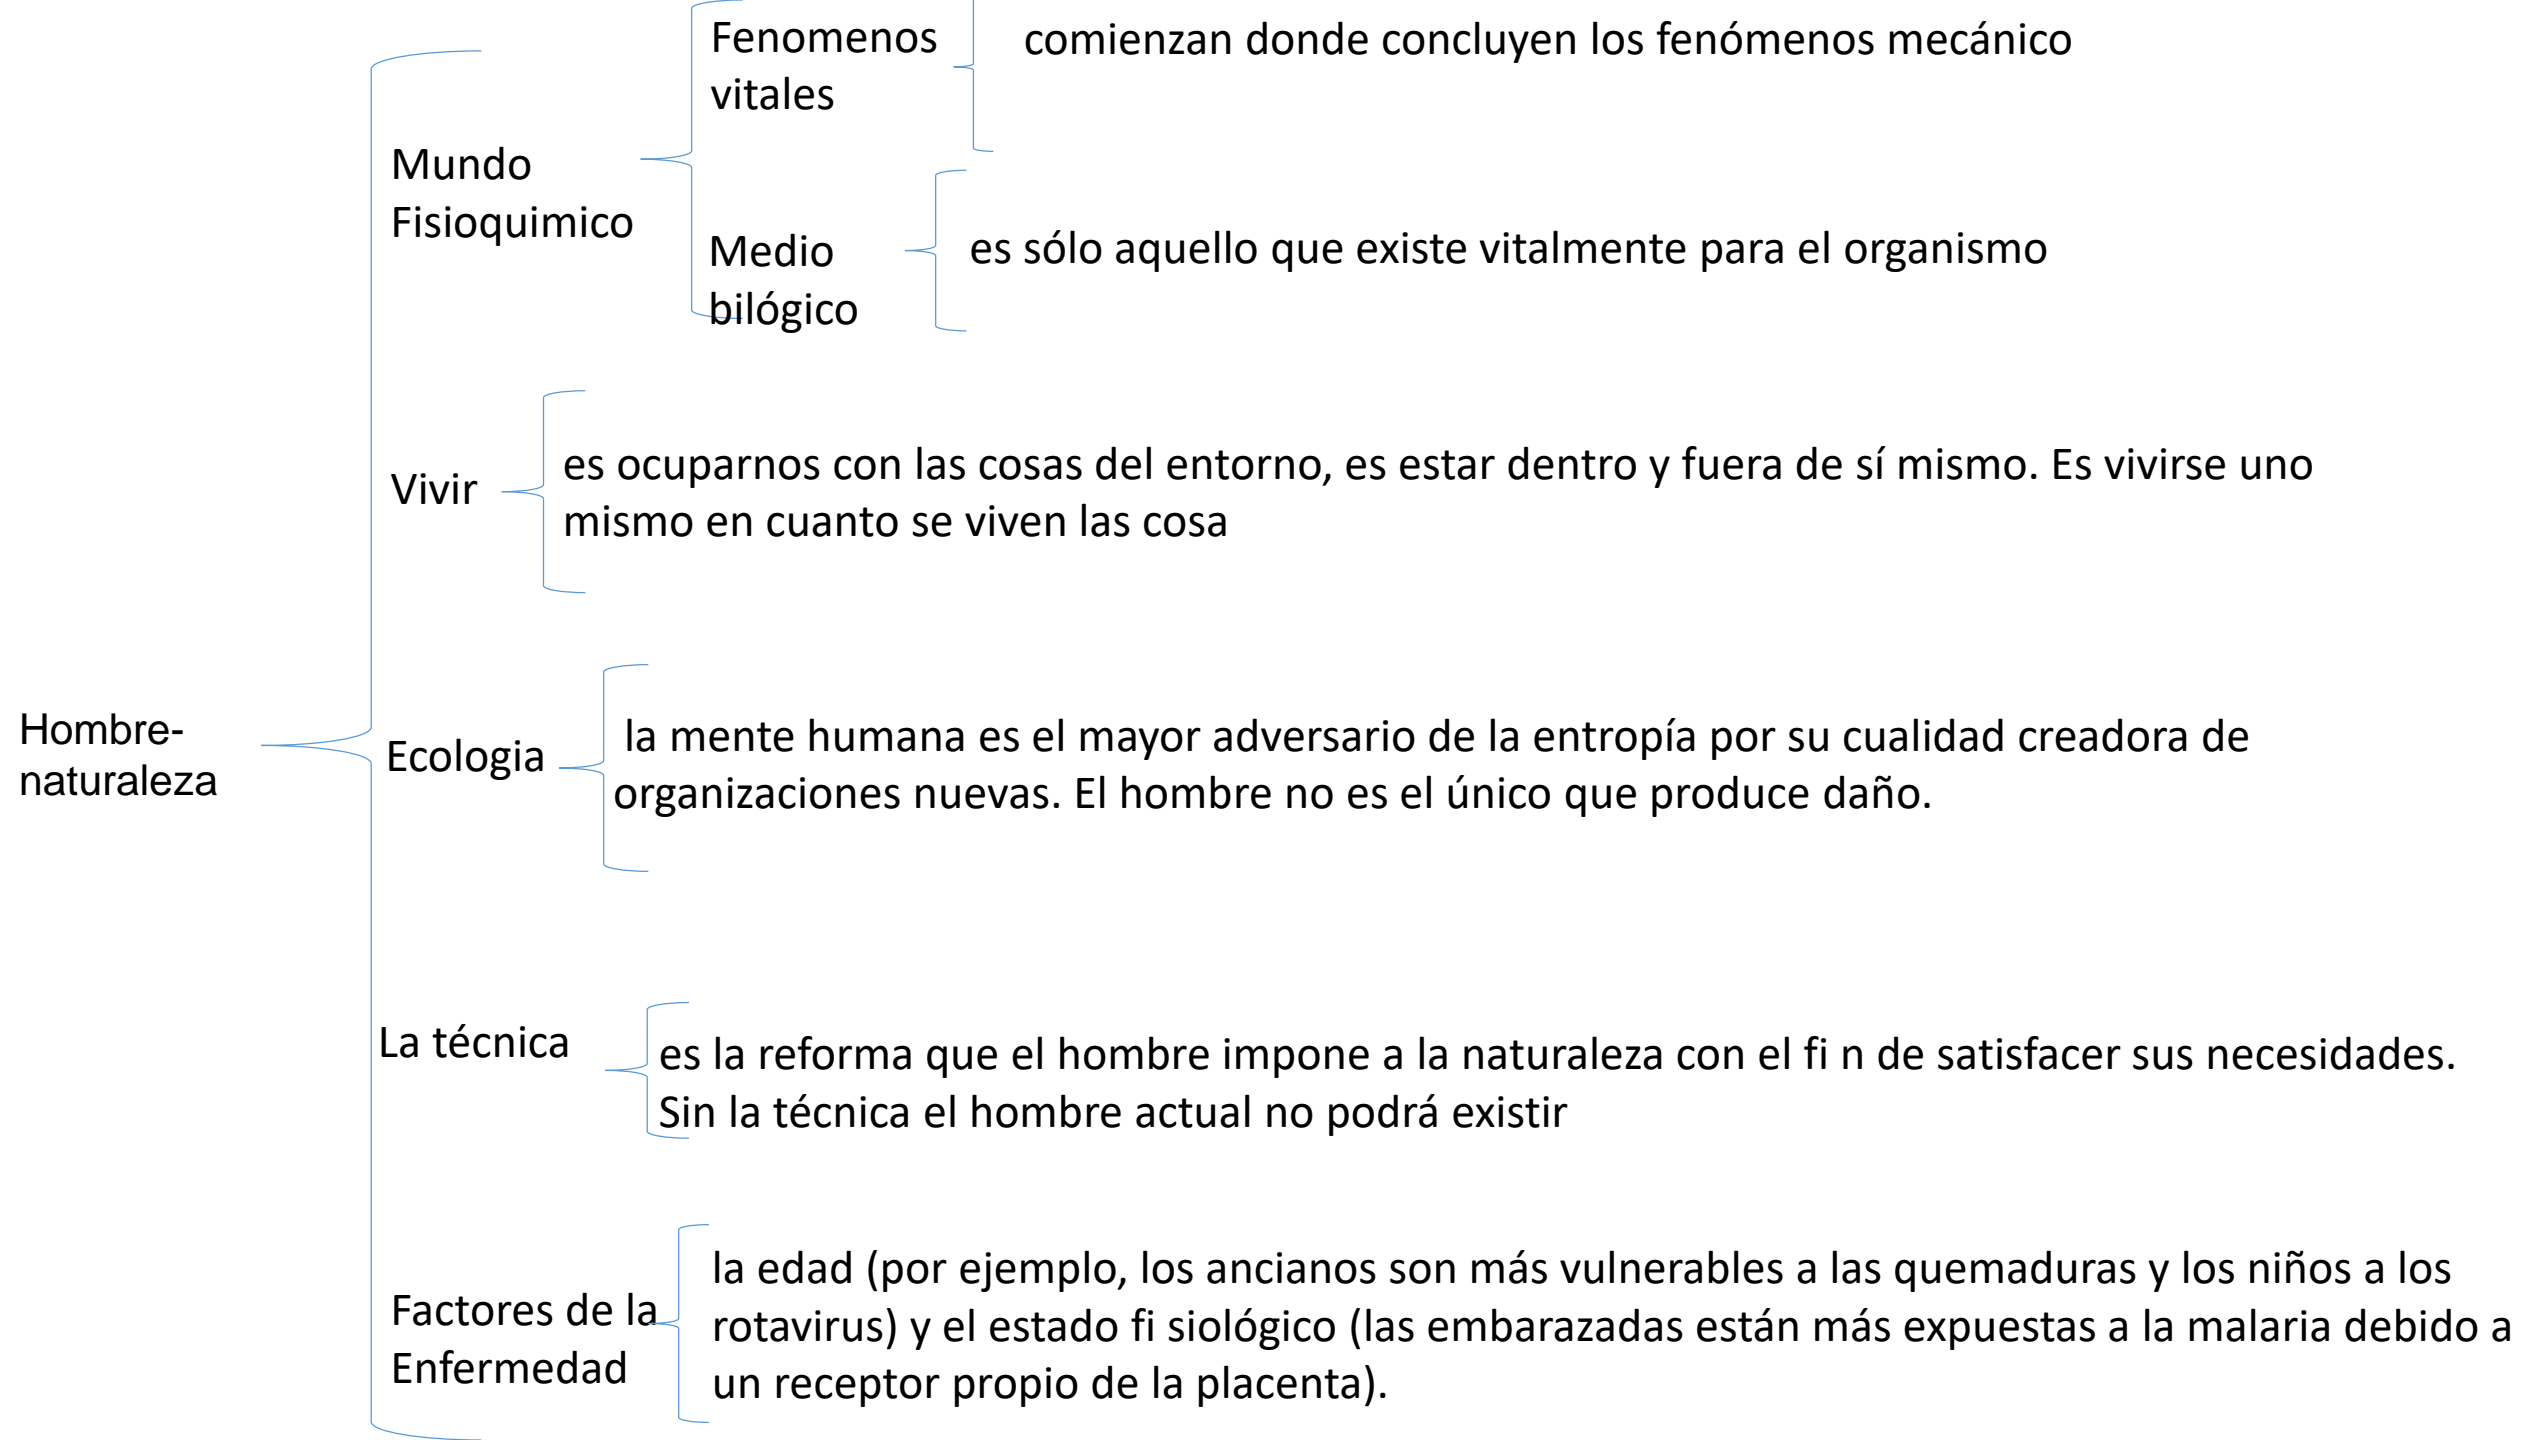 Fenomenos
vitales
comienzan donde concluyen los fenómenos mecánico
Mundo
Fisioquimico
Medio
bilógico
es sólo aquello que existe vitalmente para el organismo
Vivir
es ocuparnos con las cosas del entorno, es estar dentro y fuera de sí mismo. Es vivirse uno
mismo en cuanto se viven las cosa
Hombre-
naturaleza
Ecologia
la mente humana es el mayor adversario de la entropía por su cualidad creadora de
organizaciones nuevas. El hombre no es el único que produce daño.
La técnica
es la reforma que el hombre impone a la naturaleza con el fi n de satisfacer sus necesidades.
Sin la técnica el hombre actual no podrá existir
Factores de la
Enfermedad
la edad (por ejemplo, los ancianos son más vulnerables a las quemaduras y los niños a los
rotavirus) y el estado fi siológico (las embarazadas están más expuestas a la malaria debido a
un receptor propio de la placenta).